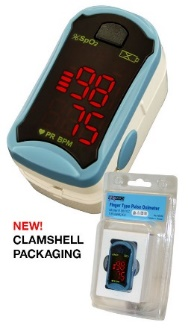 %SpO2
98
75
PR BPM
NEW!
CLAMSHELL
PACKAGING
Finger Type Pulse Oximeter